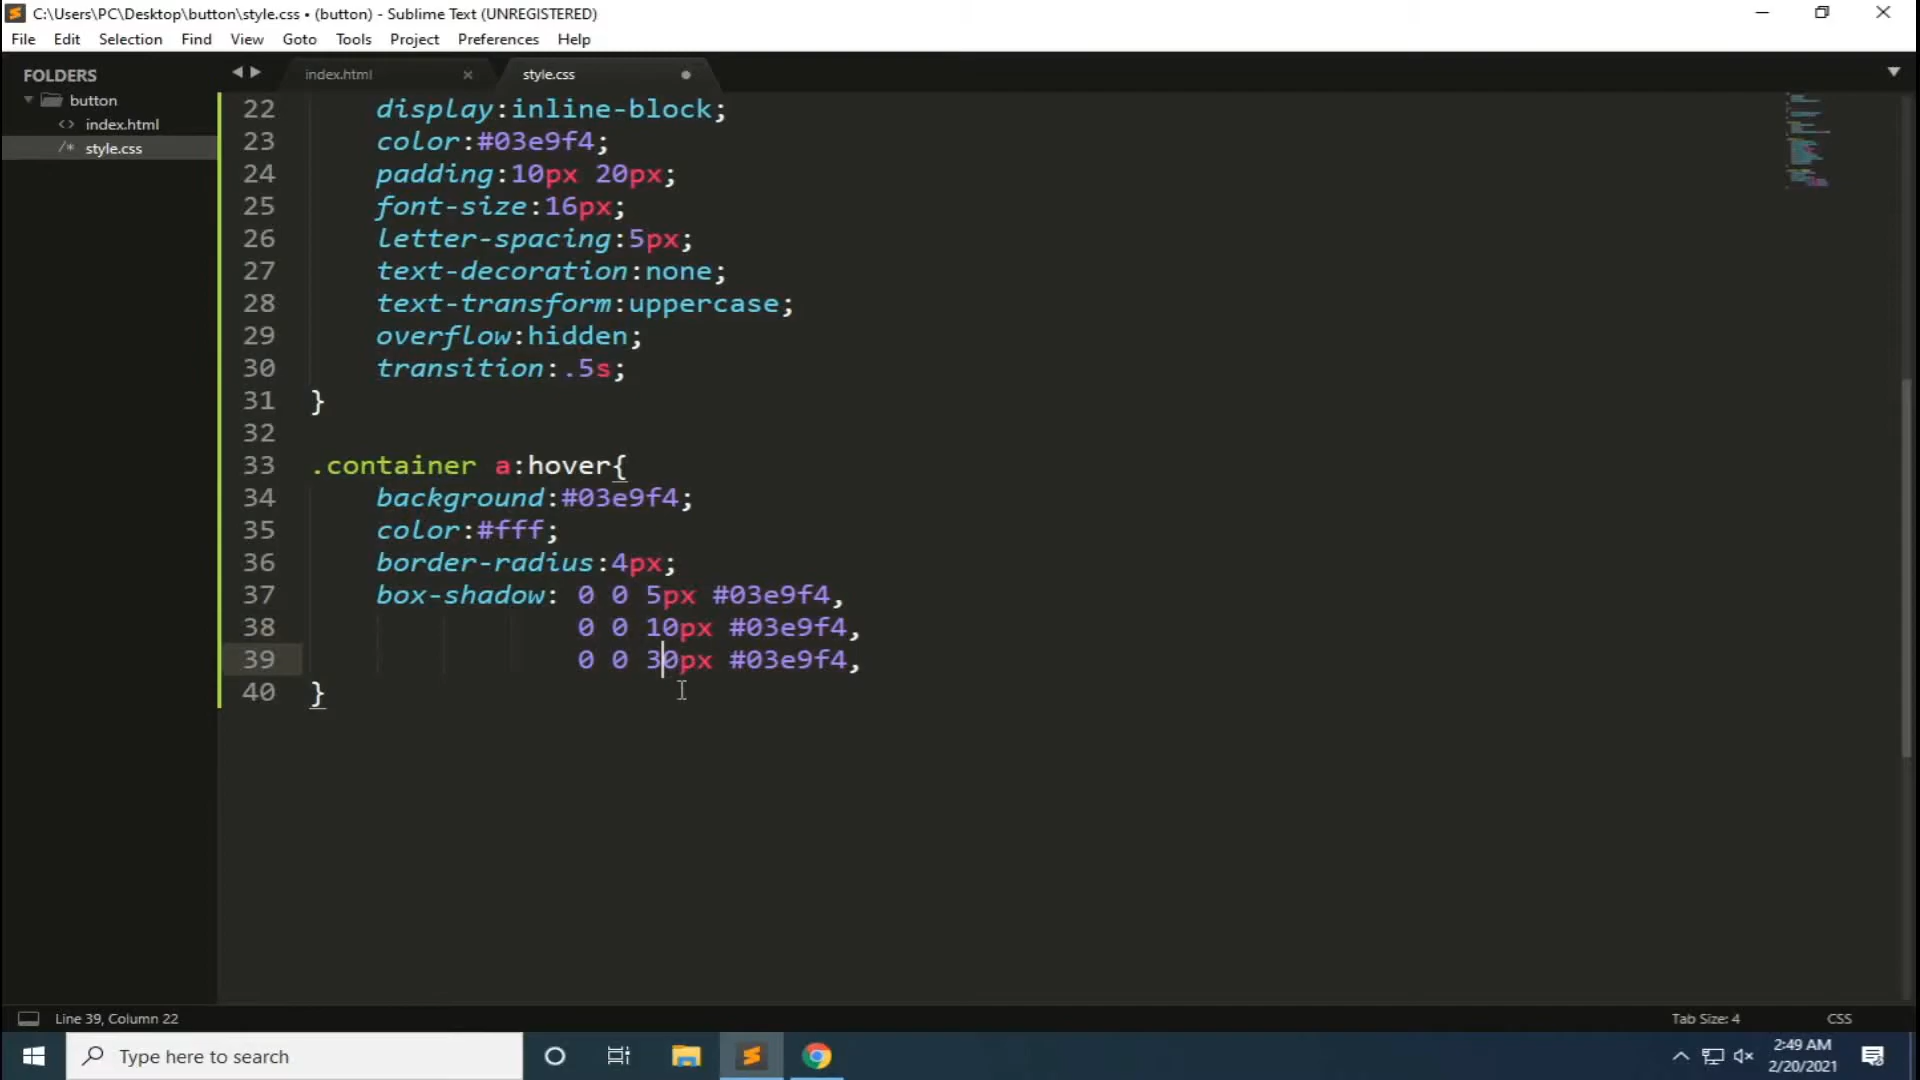 C:\Users\PC\Desktop\button\style.css • (button) - Sublime Text (UNREGISTERED)
File Edit Selection Find View Goto Tools Project Preferences Help
FOLDERS
button
<> index.html
/* style.css
index.html ×
style.css
22 display:inline-block;
23 color:#03e9f4;
24 padding:10px 20px;
25 font-size:16px;
26 letter-spacing:5px;
27 text-decoration:none;
28 text-transform:uppercase;
29 overflow:hidden;
30 transition:.5s;
31 }
32
33 .container a:hover{
34 background:#03e9f4;
35 color:#fff;
36 border-radius:4px;
37 box-shadow: 0 0 5px #03e9f4,
38 0 0 10px #03e9f4,
39 0 0 30px #03e9f4,
40 }
Line 39, Column 22
Tab Size: 4
CSS
Type here to search
2:49 AM
2/20/2021